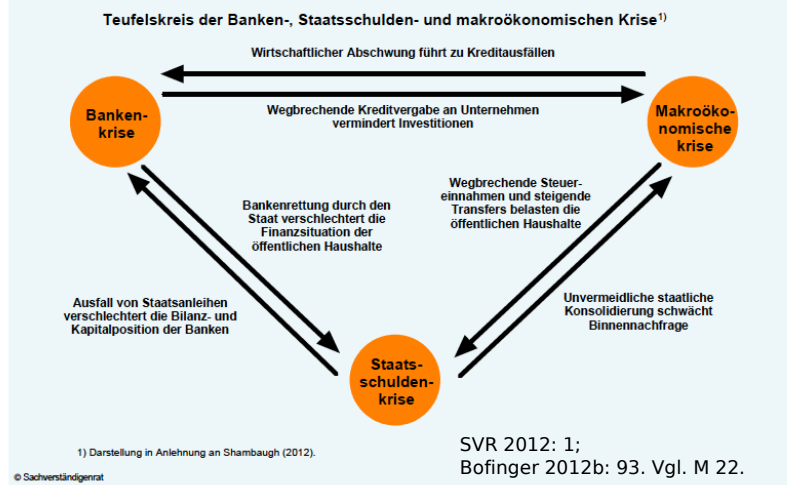 Teufelskreis der Banken-, Staatsschulden- und makroökonomischen Krise1)
Wirtschaftlicher Abschwung führt zu Kreditausfällen
Wegbrechende Kreditvergabe an Unternehmen
vermindert Investitionen
Banken-
krise
Makroöko-
nomische
krise
Bankenrettung durch den
Staat verschlechtert die
Finanzsituation der
öffentlichen Haushalte
Wegbrechende Steuer-
einnahmen und steigende
Transfers belasten die
öffentlichen Haushalte
Ausfall von Staatsanleihen
verschlechtert die Bilanz- und
Kapitalposition der Banken
Unvermeidliche staatliche
Konsolidierung schwächt
Binnennachfrage
Staats-
schulden-
krise
1) Darstellung in Anlehnung an Shambaugh (2012).
SVR 2012: 1;
Bofinger 2012b: 93. Vgl. M 22.
© Sachverständigenrat